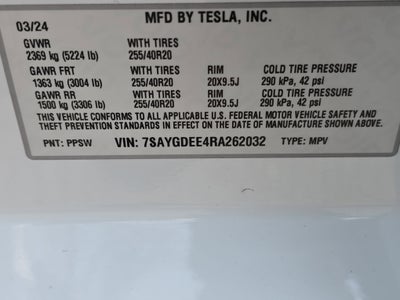 MFD BY TESLA, INC.
03/24
GVWR WITH TIRES
2369 kg (5224 lb) 255/40R20
GAWR FRT WITH TIRES RIM COLD TIRE PRESSURE
1363 kg (3004 lb) 255/40R20 20X9.5J 290 kPa, 42 psi
GAWR RR WITH TIRES RIM COLD TIRE PRESSURE
1500 kg (3306 lb) 255/40R20 20X9.5J 290 kPa, 42 psi
THIS VEHICLE CONFORMS TO ALL APPLICABLE U.S. FEDERAL MOTOR VEHICLE SAFETY AND
THEFT PREVENTION STANDARDS IN EFFECT ON THE DATE OF MANUFACTURE SHOWN ABOVE.
PNT: PPSW VIN: 7SAYGDEE4RA262032 TYPE: MPV